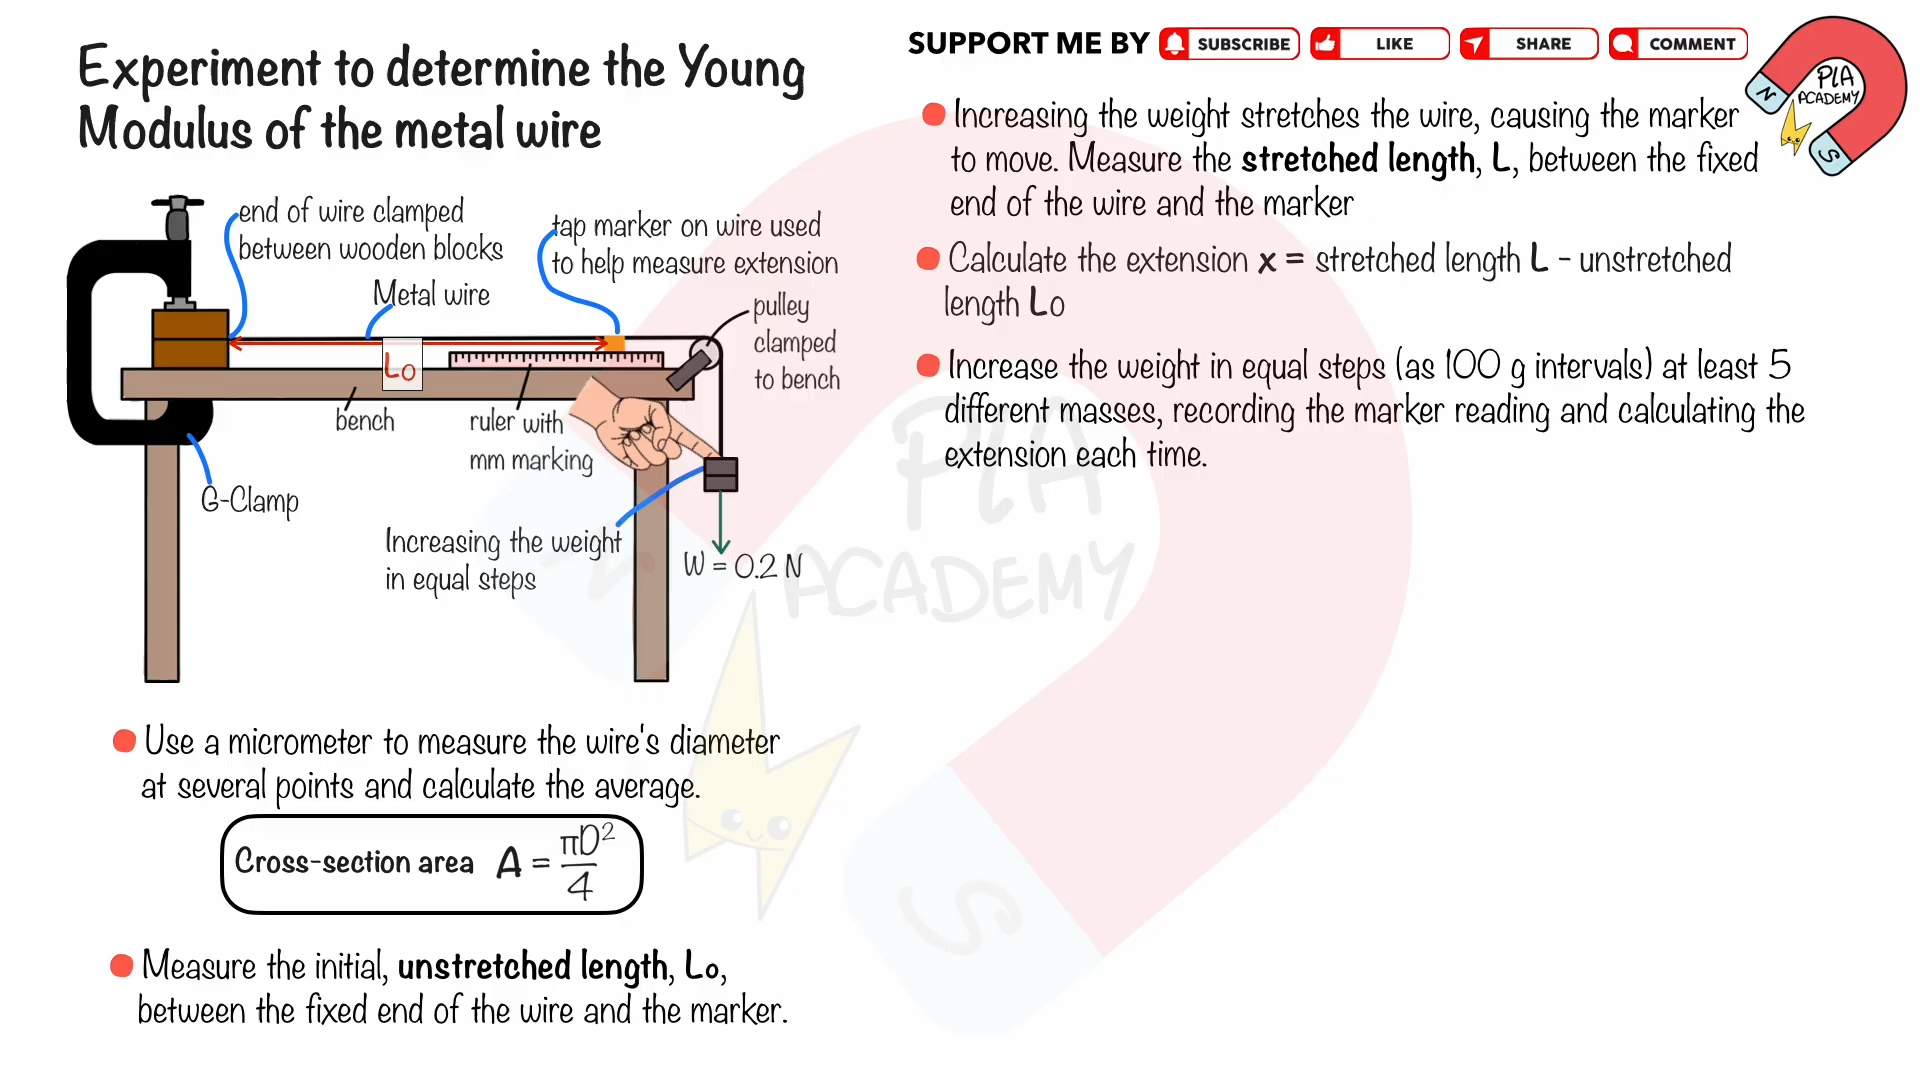 Experiment to determine the Young
Modulus of the metal wire
end of wire clamped
between wooden blocks
tap marker on wire used
to help measure extension
Metal wire
pulley
clamped
to bench
Lo
bench
ruler with
mm marking
G-Clamp
Increasing the weight
in equal steps
W = 0.2 N
Use a micrometer to measure the wire's diameter
at several points and calculate the average.
Cross-section area A = πD²/4
Measure the initial, unstretched length, Lo,
between the fixed end of the wire and the marker.
SUPPORT ME BY SUBSCRIBE LIKE SHARE COMMENT
PLA
ACADEMY
N
S
Increasing the weight stretches the wire, causing the marker
to move. Measure the stretched length, L, between the fixed
end of the wire and the marker
Calculate the extension x = stretched length L - unstretched
length Lo
Increase the weight in equal steps (as 100 g intervals) at least 5
different masses, recording the marker reading and calculating the
extension each time.
PLA
ACADEMY
N
S